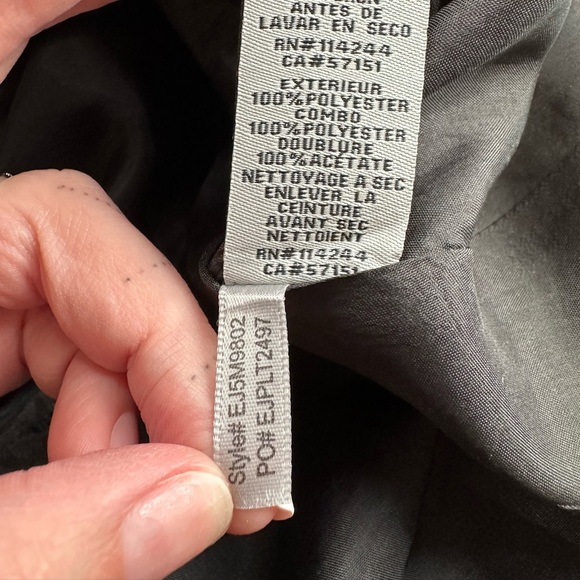 ANTES DE
LAVAR EN SECO
RN#114244
CA#57151
EXTERIEUR
100%POLYESTER
COMBO
100%POLYESTER
DOUBLURE
100%ACÉTATE
NETTOYAGE A SEC
ENLEVER LA
CEINTURE
AVANT SEC
NETTOIENT
RN#114244
CA#57151
Style# EJ5M9802
PO# EJPLT2497